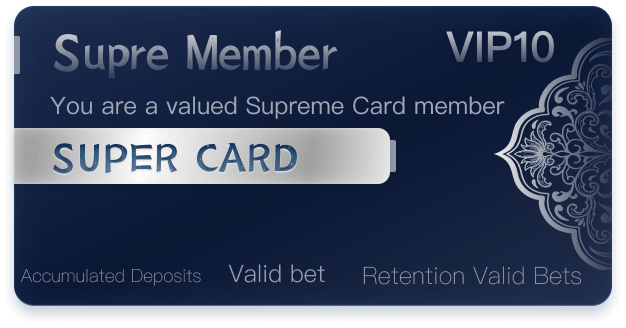 Supre Member
VIP10
You are a valued Supreme Card member
SUPER CARD
Accumulated Deposits
Valid bet
Retention Valid Bets